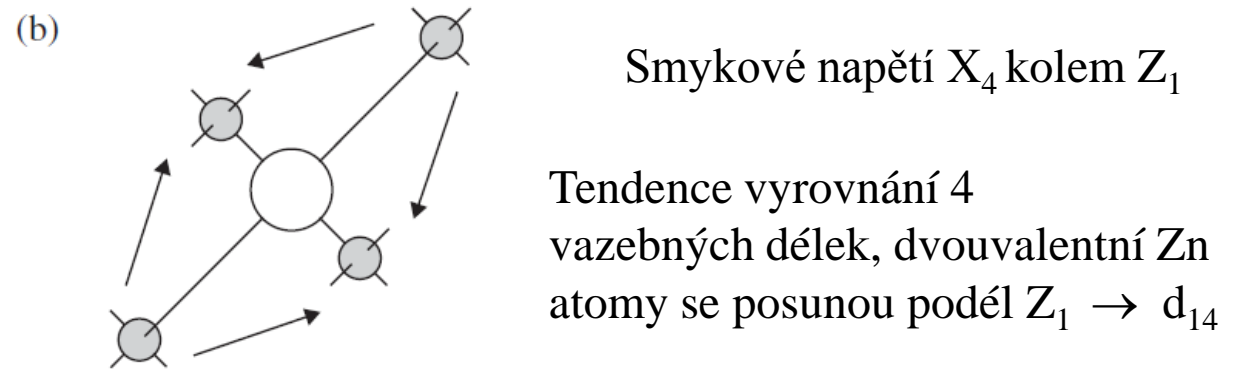 (b)
Smykové napětí X₄ kolem Z₁
Tendence vyrovnání 4
vazebných délek, dvouvalentní Zn
atomy se posunou podél Z₁ → d₁₄